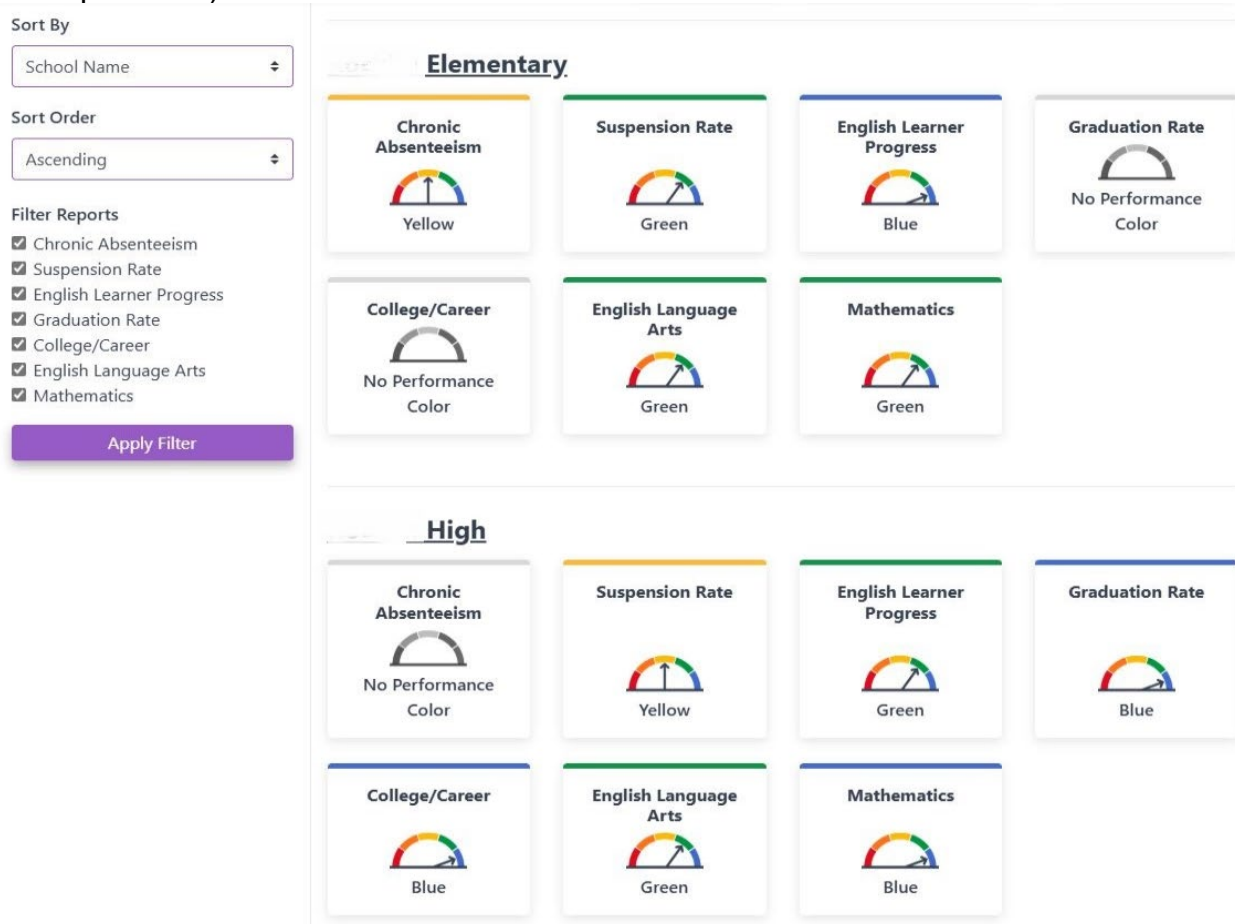 Sort By
School Name
Sort Order
Ascending
Filter Reports
Chronic Absenteeism
Suspension Rate
English Learner Progress
Graduation Rate
College/Career
English Language Arts
Mathematics
Apply Filter
Elementary
Chronic
Absenteeism
Yellow
Suspension Rate
Green
English Learner
Progress
Blue
Graduation Rate
No Performance
Color
College/Career
No Performance
Color
English Language
Arts
Green
Mathematics
Green
High
Chronic
Absenteeism
No Performance
Color
Suspension Rate
Yellow
English Learner
Progress
Green
Graduation Rate
Blue
College/Career
Blue
English Language
Arts
Green
Mathematics
Blue